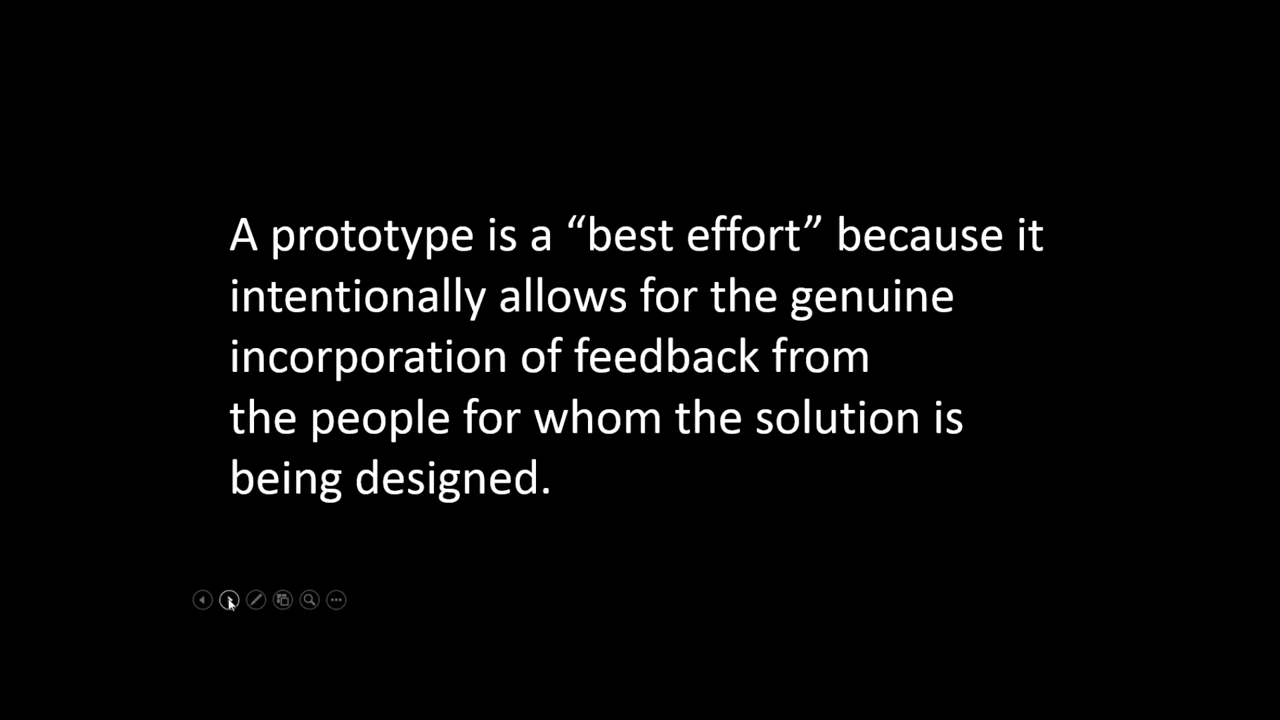 A prototype is a “best effort” because it
intentionally allows for the genuine
incorporation of feedback from
the people for whom the solution is
being designed.